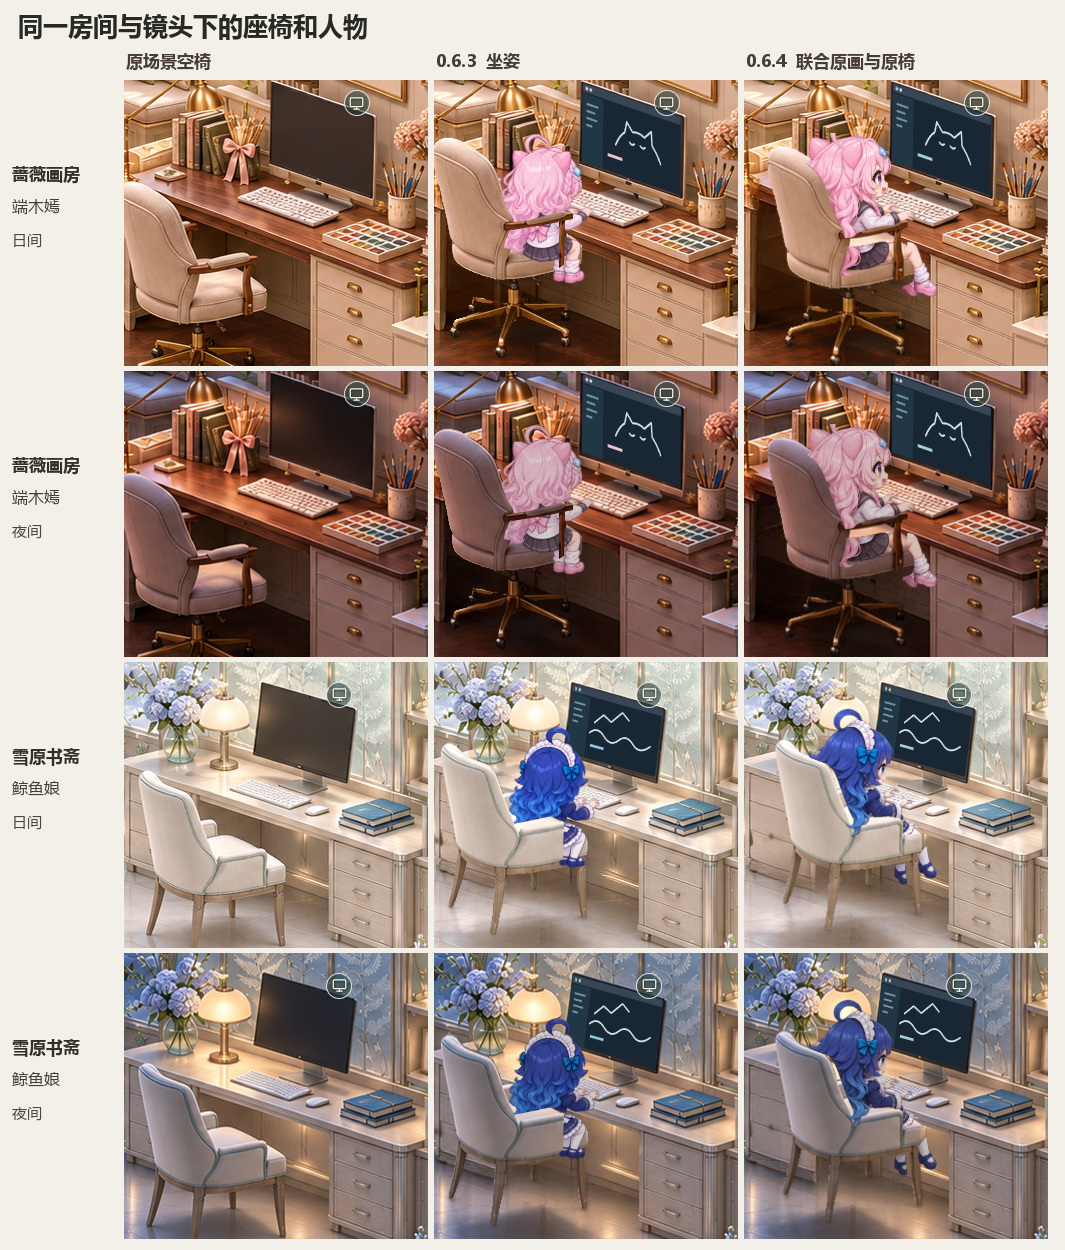 同一房间与镜头下的座椅和人物
原场景空椅
0.6.3 坐姿
0.6.4 联合原画与原椅
蔷薇画房
端木嫣
日间
蔷薇画房
端木嫣
夜间
雪原书斋
鲸鱼娘
日间
雪原书斋
鲸鱼娘
夜间